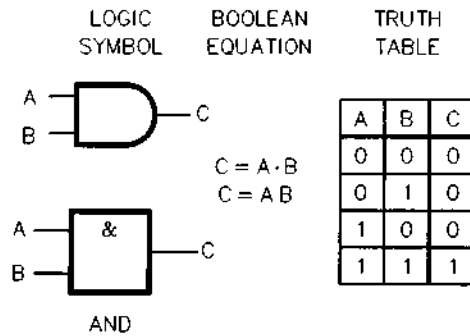 LOGIC SYMBOL
BOOLEAN EQUATION
TRUTH TABLE
A
B
C
C = A · B
C = A B
A
B
&
C
AND
A B C
0 0 0
0 1 0
1 0 0
1 1 1